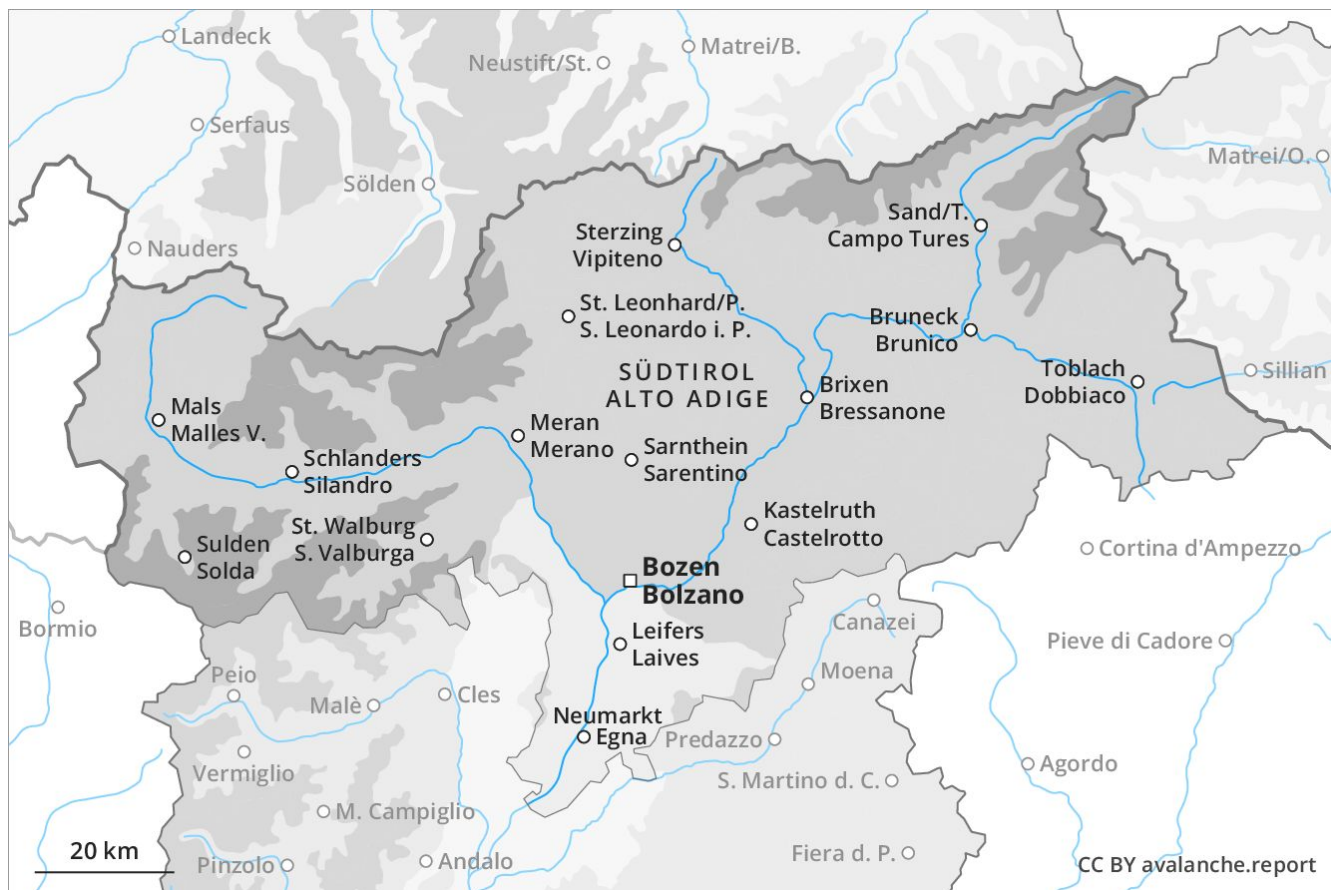 Landeck
Matrei/B.
Neustift/St.
Serfaus
Matrei/O.
Sölden
Sand/T.
Campo Tures
Sterzing
Vipiteno
Nauders
St. Leonhard/P.
S. Leonardo i. P.
Bruneck
Brunico
SÜDTIROL
ALTO ADIGE
Toblach
Dobbiaco
Sillian
Brixen
Bressanone
Mals
Malles V.
Meran
Merano
Sarnthein
Sarentino
Schlanders
Silandro
St. Walburg
S. Valburga
Kastelruth
Castelrotto
Sulden
Solda
Cortina d'Ampezzo
Bozen
Bolzano
Bormio
Canazei
Leifers
Laives
Pieve di Cadore
Peio
Moena
Malè
Cles
Neumarkt
Egna
Predazzo
Vermiglio
Agordo
S. Martino d. C.
M. Campiglio
20 km
Pinzolo
Andalo
Fiera d. P.
CC BY avalanche.report